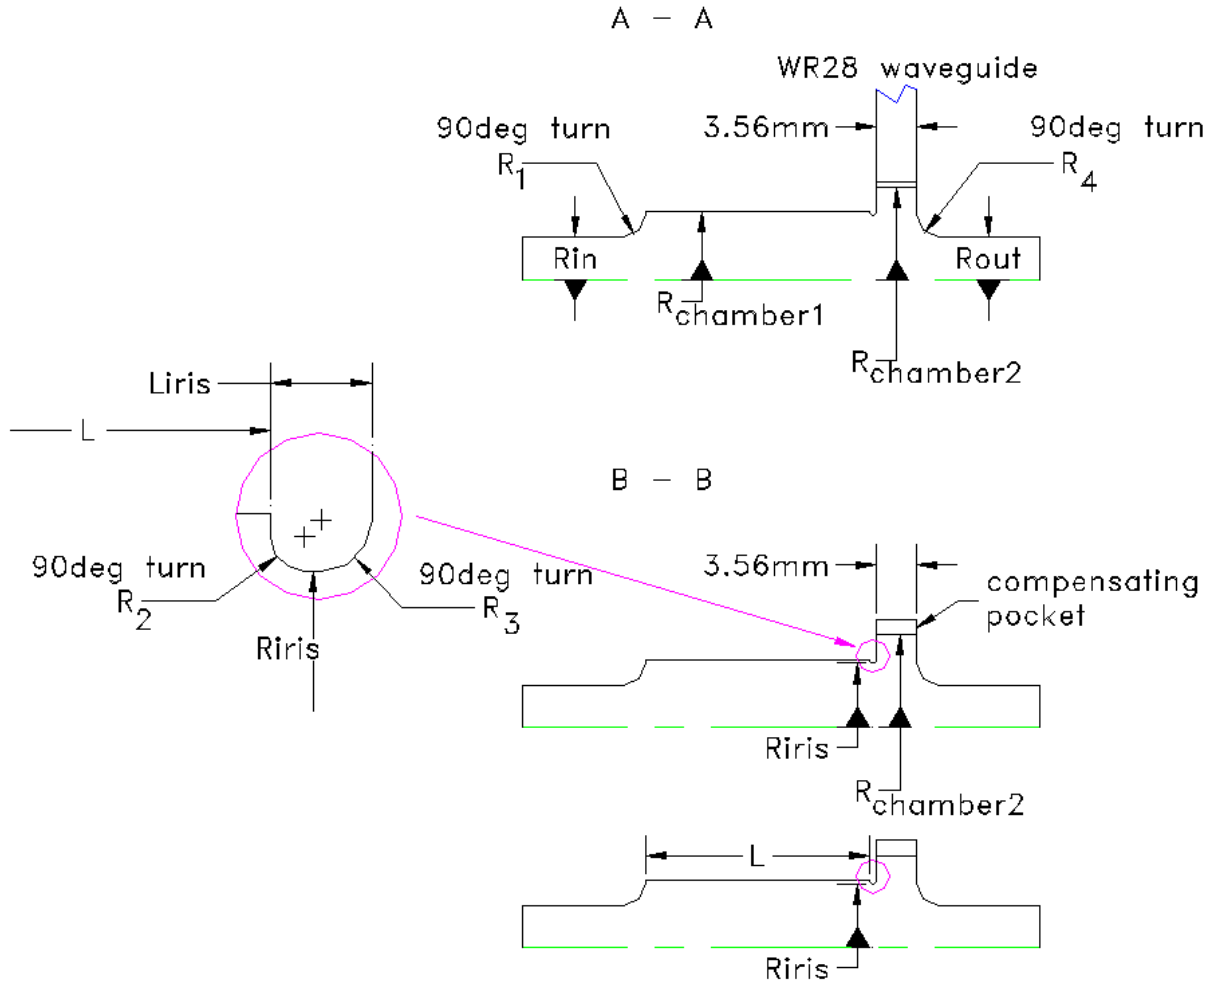 A - A
WR28 waveguide
90deg turn
3.56mm
90deg turn
R1
R4
Rin
Rout
Rchamber1
Rchamber2
Liris
L
B - B
90deg turn
R2
90deg turn
R3
Riris
3.56mm
compensating
pocket
Riris
Rchamber2
L
Riris